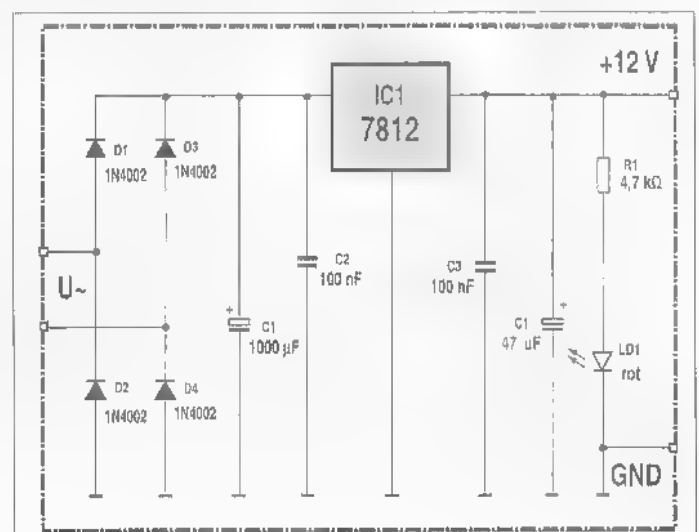 +12 V
IC1
7812
D1
1N4002
D3
1N4002
R1
4,7 kΩ
C2
100 nF
C3
100 nF
U~
+
C1
1000 µF
+
C1
47 µF
LD1
rot
D2
1N4002
D4
1N4002
GND